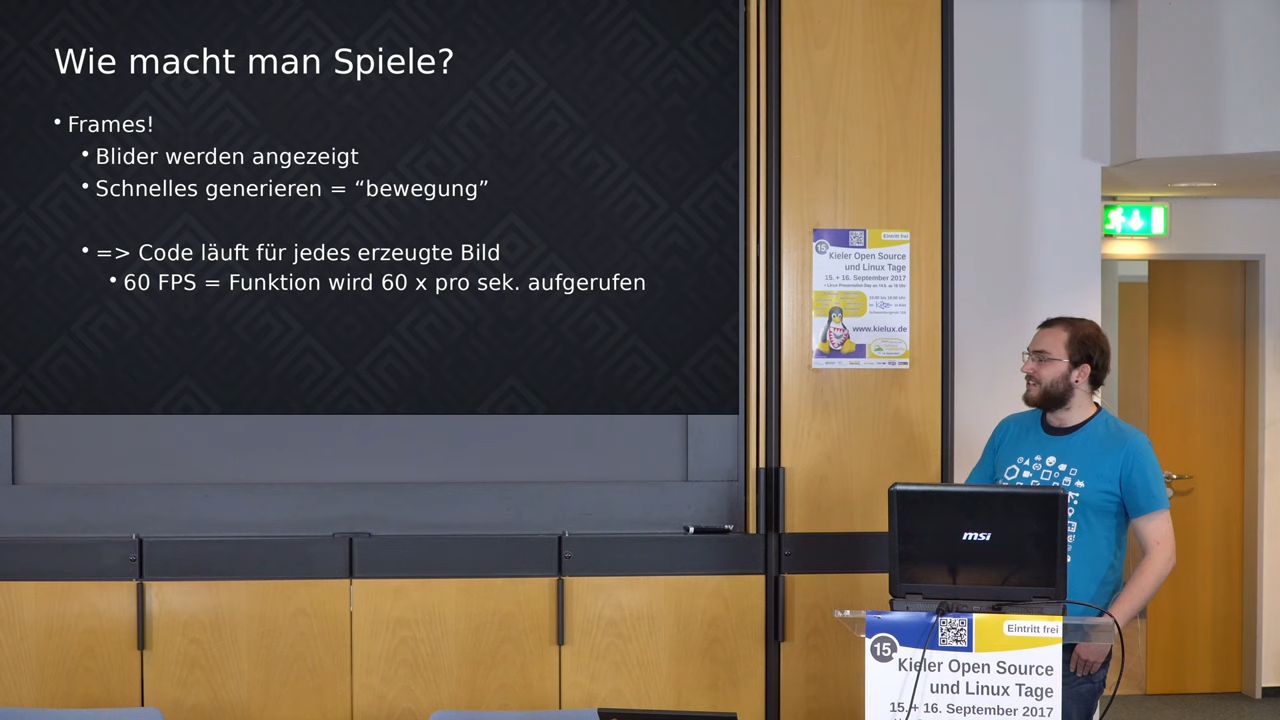 Wie macht man Spiele?
• Frames!
• Blider werden angezeigt
• Schnelles generieren = “bewegung”
• => Code läuft für jedes erzeugte Bild
• 60 FPS = Funktion wird 60 x pro sek. aufgerufen
Eintritt frei
15.
Kieler Open Source
und Linux Tage
15. + 16. September 2017
www.kielux.de
msi
Eintritt frei
15.
Kieler Open Source
und Linux Tage
15.+ 16. September 2017